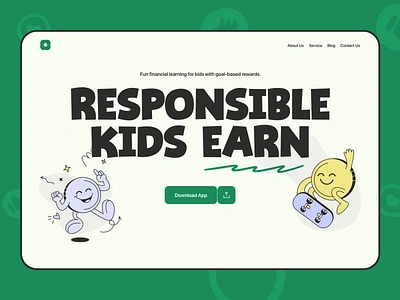 About Us Service Blog Contact Us
Fun financial learning for kids with goal-based rewards.
RESPONSIBLE
KIDS EARN
Download App